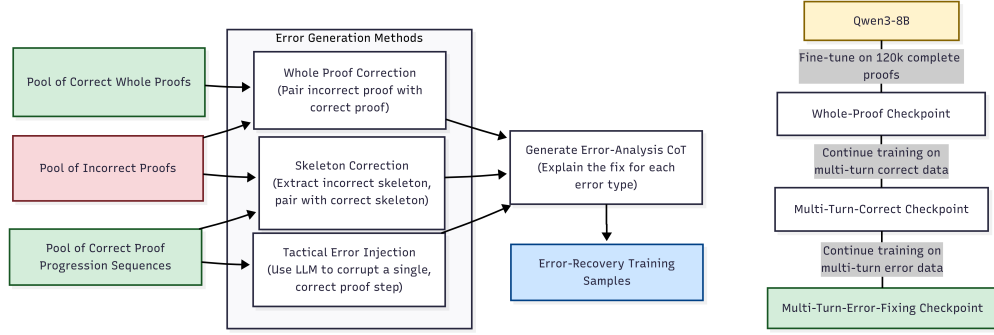 Pool of Correct Whole Proofs
Pool of Incorrect Proofs
Pool of Correct Proof
Progression Sequences
Error Generation Methods
Whole Proof Correction
(Pair incorrect proof with
correct proof)
Skeleton Correction
(Extract incorrect skeleton,
pair with correct skeleton)
Tactical Error Injection
(Use LLM to corrupt a single,
correct proof step)
Generate Error-Analysis CoT
(Explain the fix for each
error type)
Error-Recovery Training
Samples
Qwen3-8B
Fine-tune on 120k complete
proofs
Whole-Proof Checkpoint
Continue training on
multi-turn correct data
Multi-Turn-Correct Checkpoint
Continue training on
multi-turn error data
Multi-Turn-Error-Fixing Checkpoint